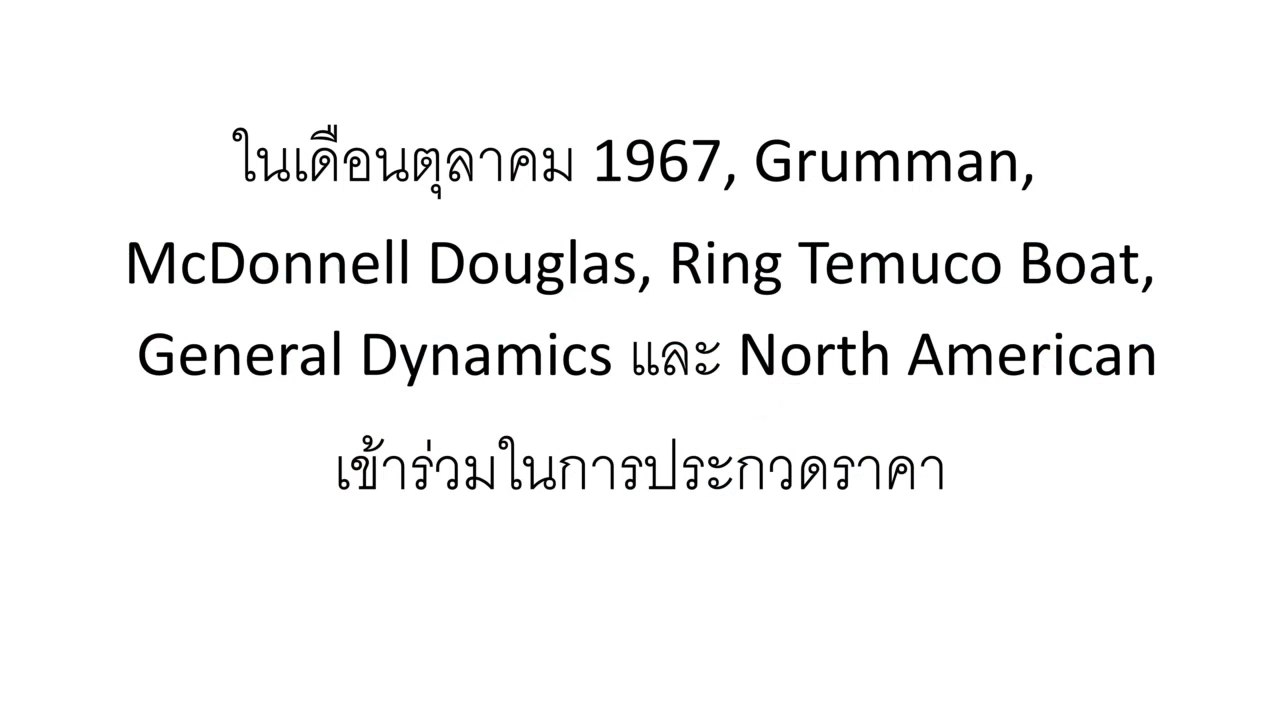 ในเดือนตุลาคม 1967, Grumman,
McDonnell Douglas, Ring Temuco Boat,
General Dynamics และ North American
เข้าร่วมในการประกวดราคา